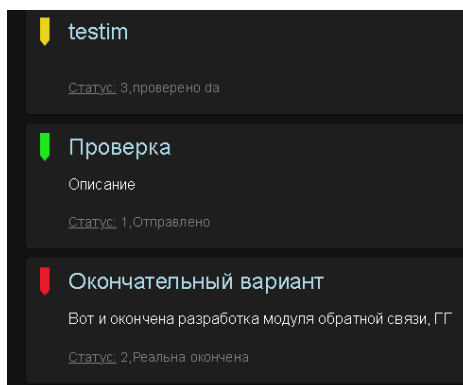 testim
Статус: 3,проверено da
Проверка
Описание
Статус: 1,Отправлено
Окончательный вариант
Вот и окончена разработка модуля обратной связи, ГГ
Статус: 2,Реальна окончена